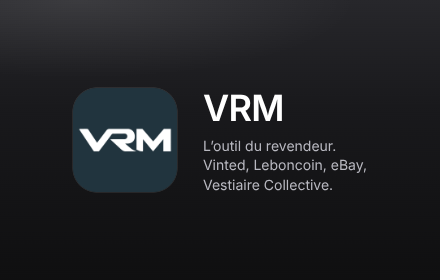 VRM
VRM
L’outil du revendeur.
Vinted, Leboncoin, eBay,
Vestiaire Collective.